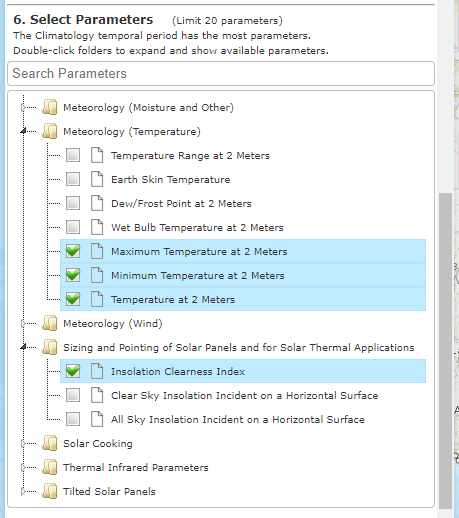 6. Select Parameters (Limit 20 parameters)
The Climatology temporal period has the most parameters.
Double-click folders to expand and show available parameters.
Search Parameters
Meteorology (Moisture and Other)
Meteorology (Temperature)
Temperature Range at 2 Meters
Earth Skin Temperature
Dew/Frost Point at 2 Meters
Wet Bulb Temperature at 2 Meters
Maximum Temperature at 2 Meters
Minimum Temperature at 2 Meters
Temperature at 2 Meters
Meteorology (Wind)
Sizing and Pointing of Solar Panels and for Solar Thermal Applications
Insolation Clearness Index
Clear Sky Insolation Incident on a Horizontal Surface
All Sky Insolation Incident on a Horizontal Surface
Solar Cooking
Thermal Infrared Parameters
Tilted Solar Panels